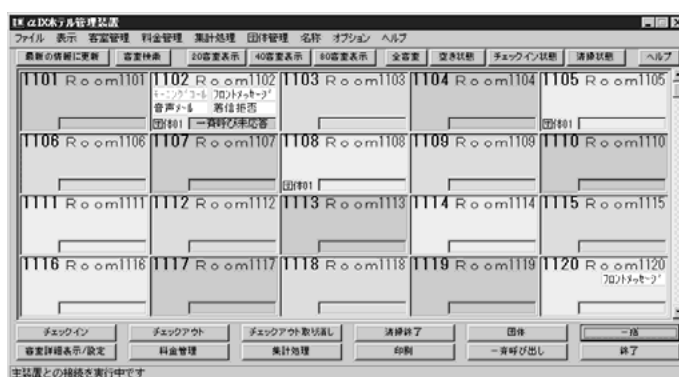 αIXホテル管理装置
ファイル 表示 客室管理 料金管理 集計処理 団体管理 名称 オプション ヘルプ
最新の情報に更新 客室検索 20客室表示 40客室表示 80客室表示 全客室 空き状態 チェックイン状態 清掃状態 ヘルプ
1101 Room1101 1102 Room1102 1103 Room1103 1104 Room1104 1105 Room1105
モーニングコール フロントメッセージ
音声メール 着信拒否
団体01 一斉呼び未応答 団体01
1106 Room1106 1107 Room1107 1108 Room1108 1109 Room1109 1110 Room1110
団体01
1111 Room1111 1112 Room1112 1113 Room1113 1114 Room1114 1115 Room1115
1116 Room1116 1117 Room1117 1118 Room1118 1119 Room1119 1120 Room1120
フロントメッセージ
チェックイン チェックアウト チェックアウト取り消し 清掃終了 団体 一括
客室詳細表示/設定 料金管理 集計処理 印刷 一斉呼び出し 終了
主装置との接続を実行中です